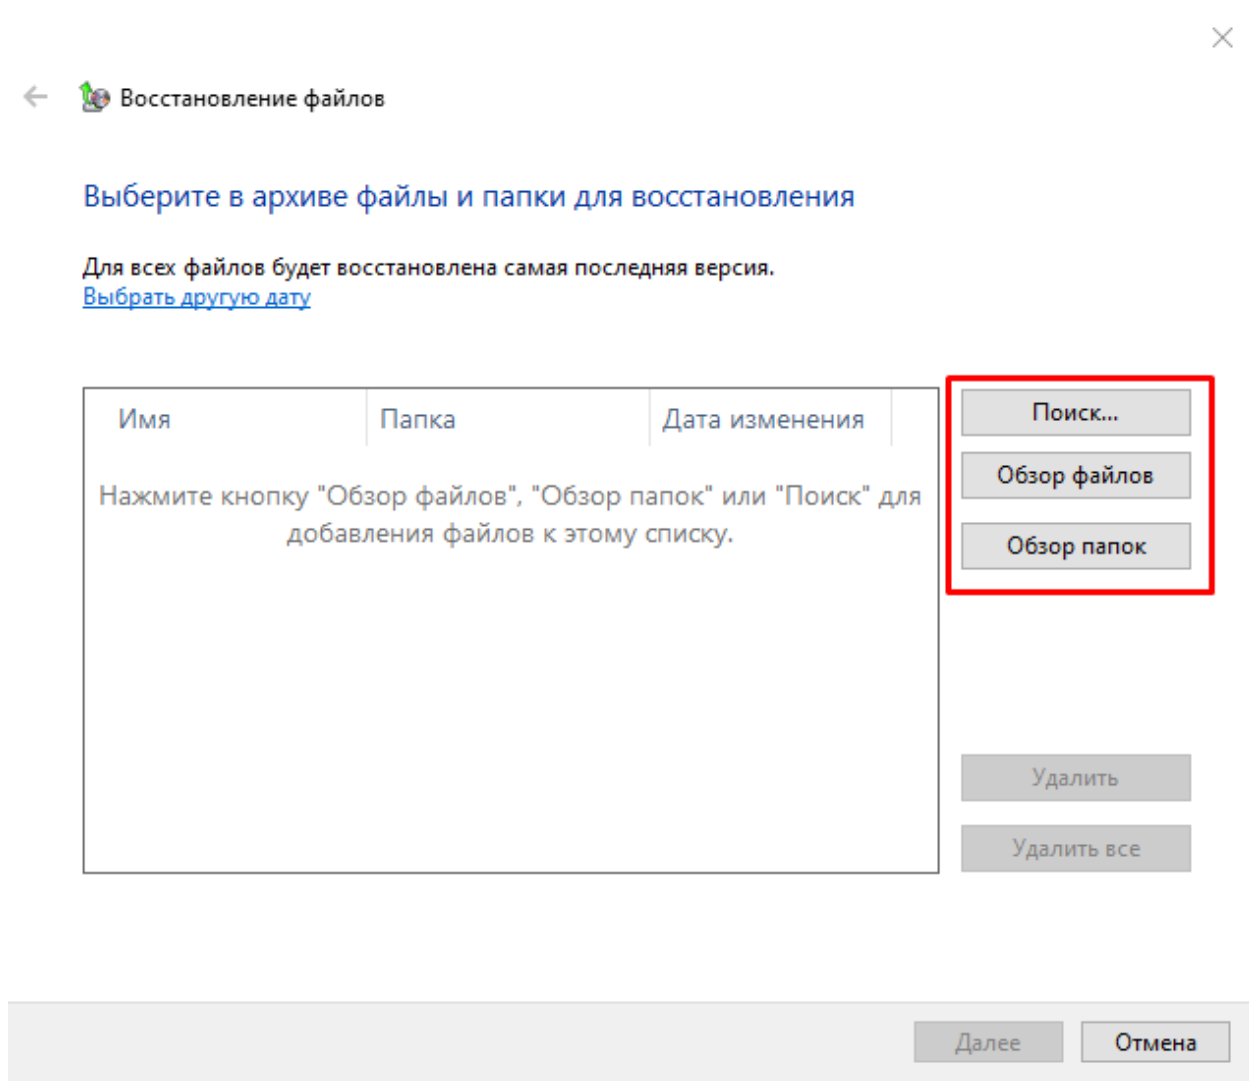 Восстановление файлов
Выберите в архиве файлы и папки для восстановления
Для всех файлов будет восстановлена самая последняя версия.
Выбрать другую дату
Имя Папка Дата изменения
Нажмите кнопку "Обзор файлов", "Обзор папок" или "Поиск" для
добавления файлов к этому списку.
Поиск...
Обзор файлов
Обзор папок
Удалить
Удалить все
Далее Отмена